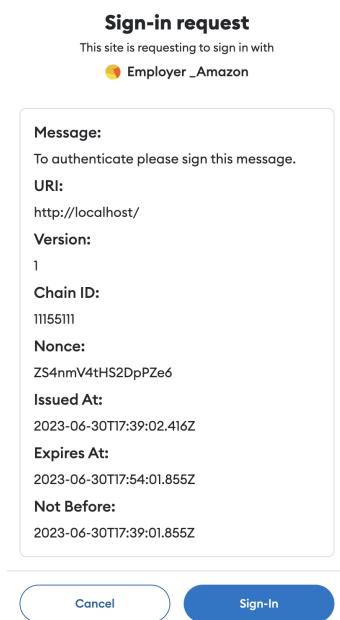 Sign-in request
This site is requesting to sign in with
Employer _Amazon
Message:
To authenticate please sign this message.
URI:
http://localhost/
Version:
1
Chain ID:
11155111
Nonce:
ZS4nmV4tHS2DpPZe6
Issued At:
2023-06-30T17:39:02.416Z
Expires At:
2023-06-30T17:54:01.855Z
Not Before:
2023-06-30T17:39:01.855Z
Cancel
Sign-In